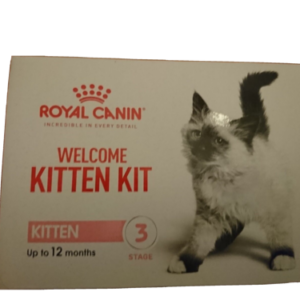 ROYAL CANIN®
INCREDIBLE IN EVERY DETAIL
WELCOME
KITTEN KIT
KITTEN 3
STAGE
Up to 12 months